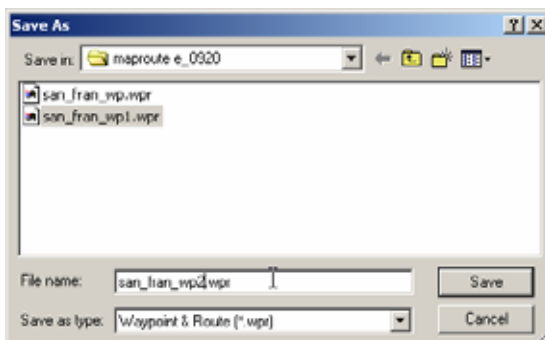 Save As
Save in: maproute e_0920
san_fran_wp.wpr
san_fran_wp1.wpr
File name: san_fran_wp2.wpr Save
Save as type: Waypoint & Route (*.wpr) Cancel